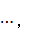 … ,